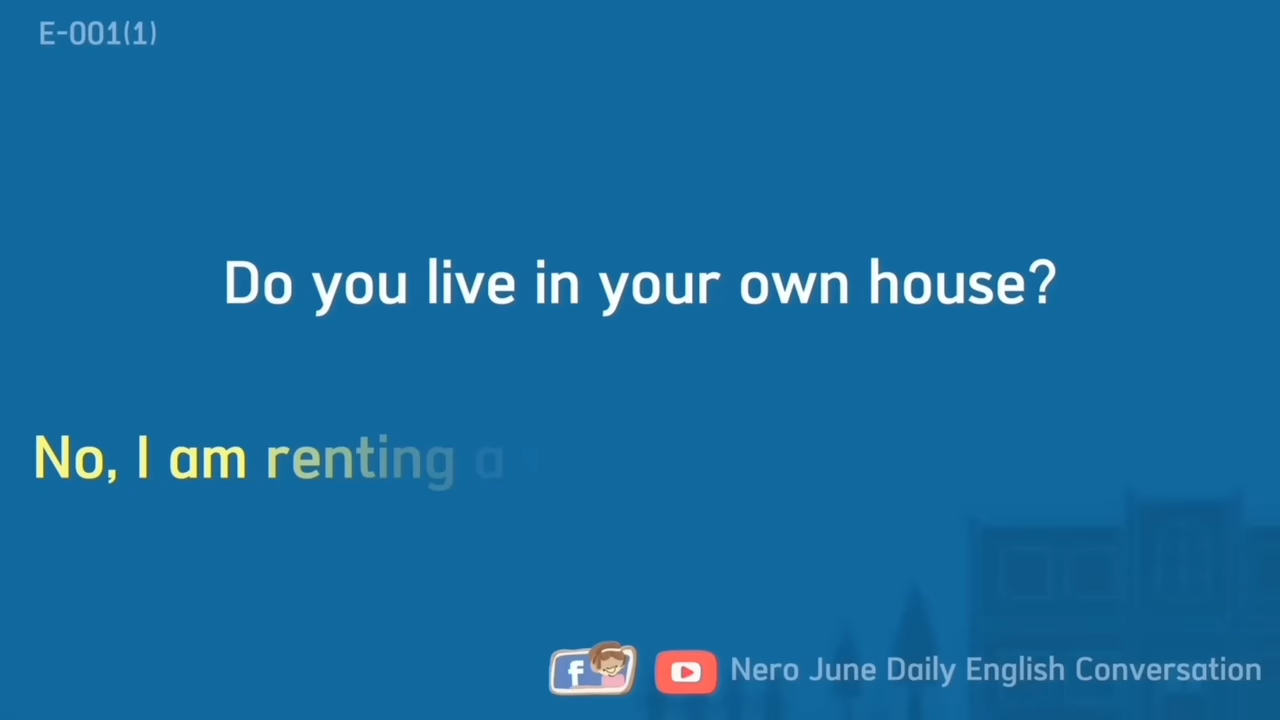 E-001(1)
Do you live in your own house?
No, I am renting a
Nero June Daily English Conversation